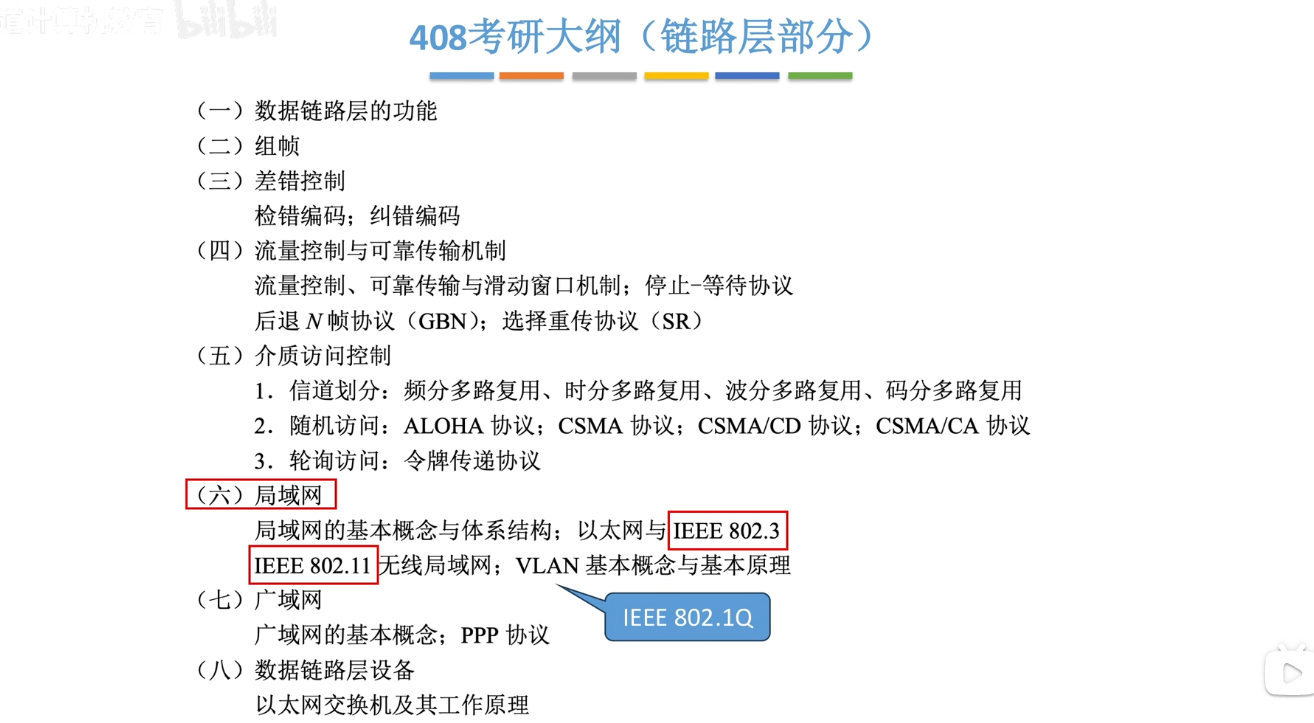 bilibili
408考研大纲（链路层部分）
（一）数据链路层的功能
（二）组帧
（三）差错控制
检错编码；纠错编码
（四）流量控制与可靠传输机制
流量控制、可靠传输与滑动窗口机制；停止-等待协议
后退 N 帧协议（GBN）；选择重传协议（SR）
（五）介质访问控制
1．信道划分：频分多路复用、时分多路复用、波分多路复用、码分多路复用
2．随机访问：ALOHA 协议；CSMA 协议；CSMA/CD 协议；CSMA/CA 协议
3．轮询访问：令牌传递协议
（六）局域网
局域网的基本概念与体系结构；以太网与 IEEE 802.3
IEEE 802.11 无线局域网；VLAN 基本概念与基本原理
（七）广域网
IEEE 802.1Q
广域网的基本概念；PPP 协议
（八）数据链路层设备
以太网交换机及其工作原理